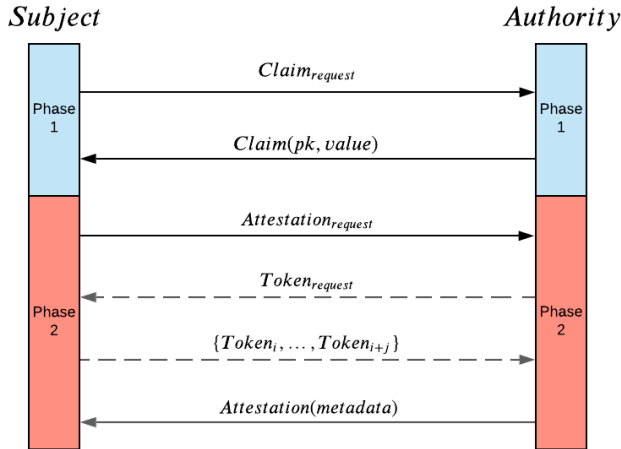 Subject Authority
Claim_request
Phase 1 Phase 1
Claim(pk, value)
Attestation_request
Token_request
Phase 2 Phase 2
{Token_i, ... , Token_{i+j}}
Attestation(metadata)